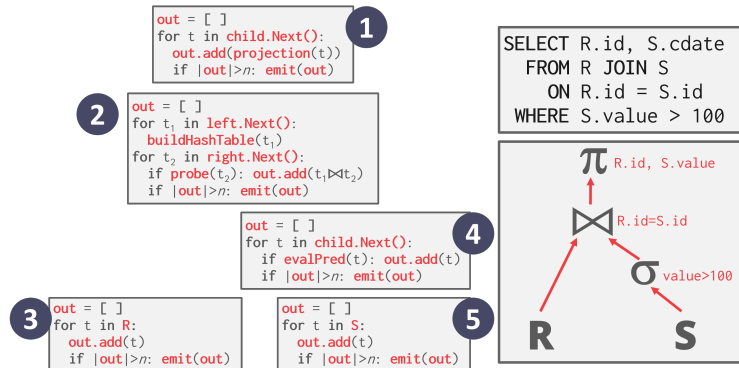 1
out = [ ]
for t in child.Next():
out.add(projection(t))
if |out|>n: emit(out)
2
out = [ ]
for t₁ in left.Next():
buildHashTable(t₁)
for t₂ in right.Next():
if probe(t₂): out.add(t₁⨝t₂)
if |out|>n: emit(out)
4
out = [ ]
for t in child.Next():
if evalPred(t): out.add(t)
if |out|>n: emit(out)
3
out = [ ]
for t in R:
out.add(t)
if |out|>n: emit(out)
5
out = [ ]
for t in S:
out.add(t)
if |out|>n: emit(out)
SELECT R.id, S.cdate
FROM R JOIN S
ON R.id = S.id
WHERE S.value > 100
π R.id, S.value
⨝ R.id=S.id
σ value>100
R S